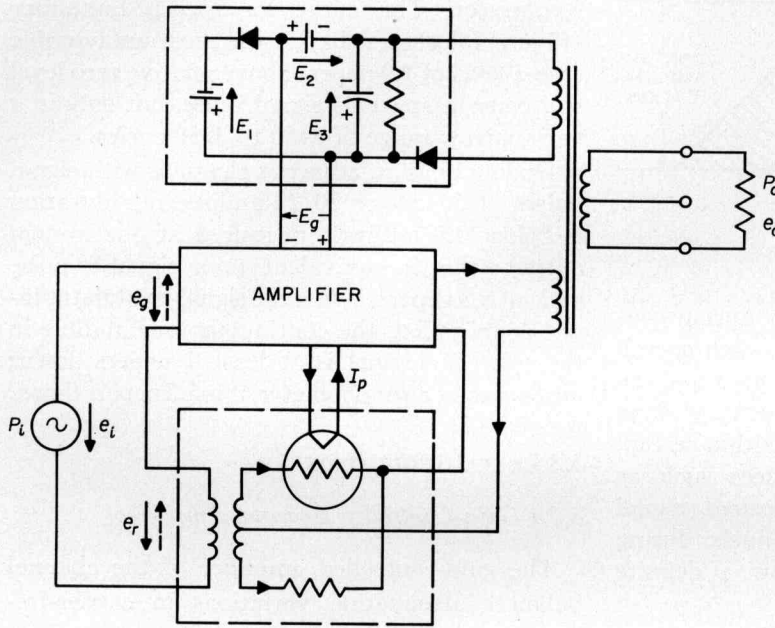 + −
E2
− +
E1
E3
− +
Eg
− +
Po
eo
AMPLIFIER
eg
Ip
Pi
ei
er